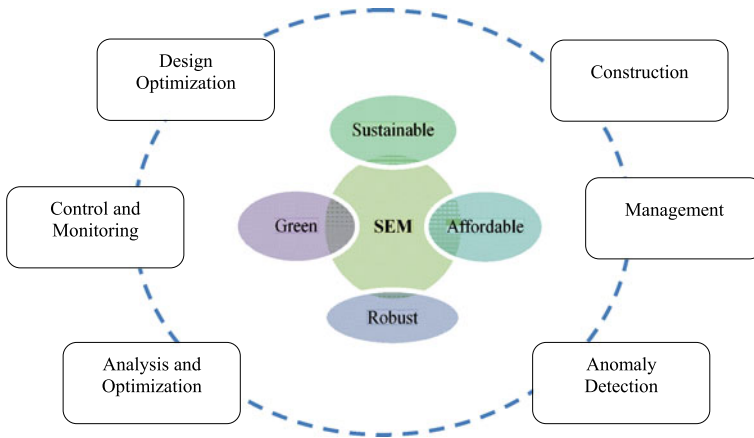 Design
Optimization
Construction
Sustainable
Control and
Monitoring
Green
SEM
Affordable
Management
Robust
Analysis and
Optimization
Anomaly
Detection